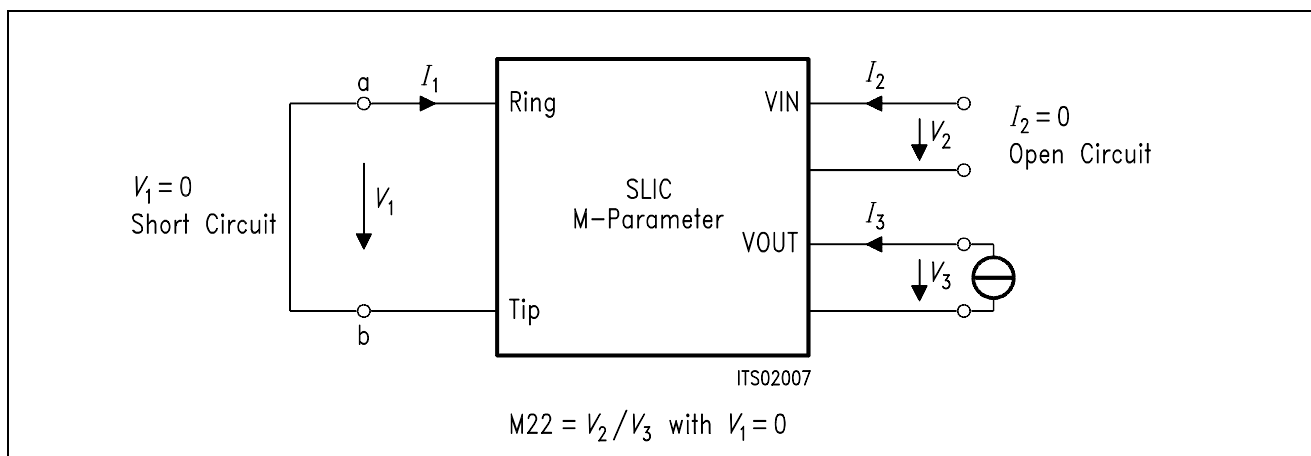 a
I₁
I₂
Ring
VIN
V₂
I₂ = 0
Open Circuit
V₁ = 0
Short Circuit
V₁
SLIC
M–Parameter
I₃
VOUT
V₃
Tip
b
ITS02007
M22 = V₂/V₃ with V₁ = 0